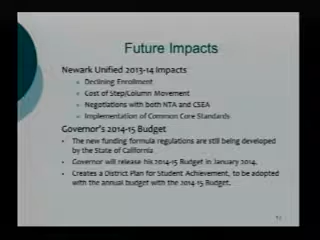 Future Impacts
Newark Unified 2013-14 Impacts
Declining Enrollment
Cost of Step/Column Movement
Negotiations with both NTA and CSEA
Implementation of Common Core Standards
Governor's 2014-15 Budget
The new funding formula regulations are still being developed
by the State of California
Governor will release his 2014-15 Budget in January 2014.
Creates a District Plan for Student Achievement, to be adopted
with the annual budget with the 2014-15 Budget.